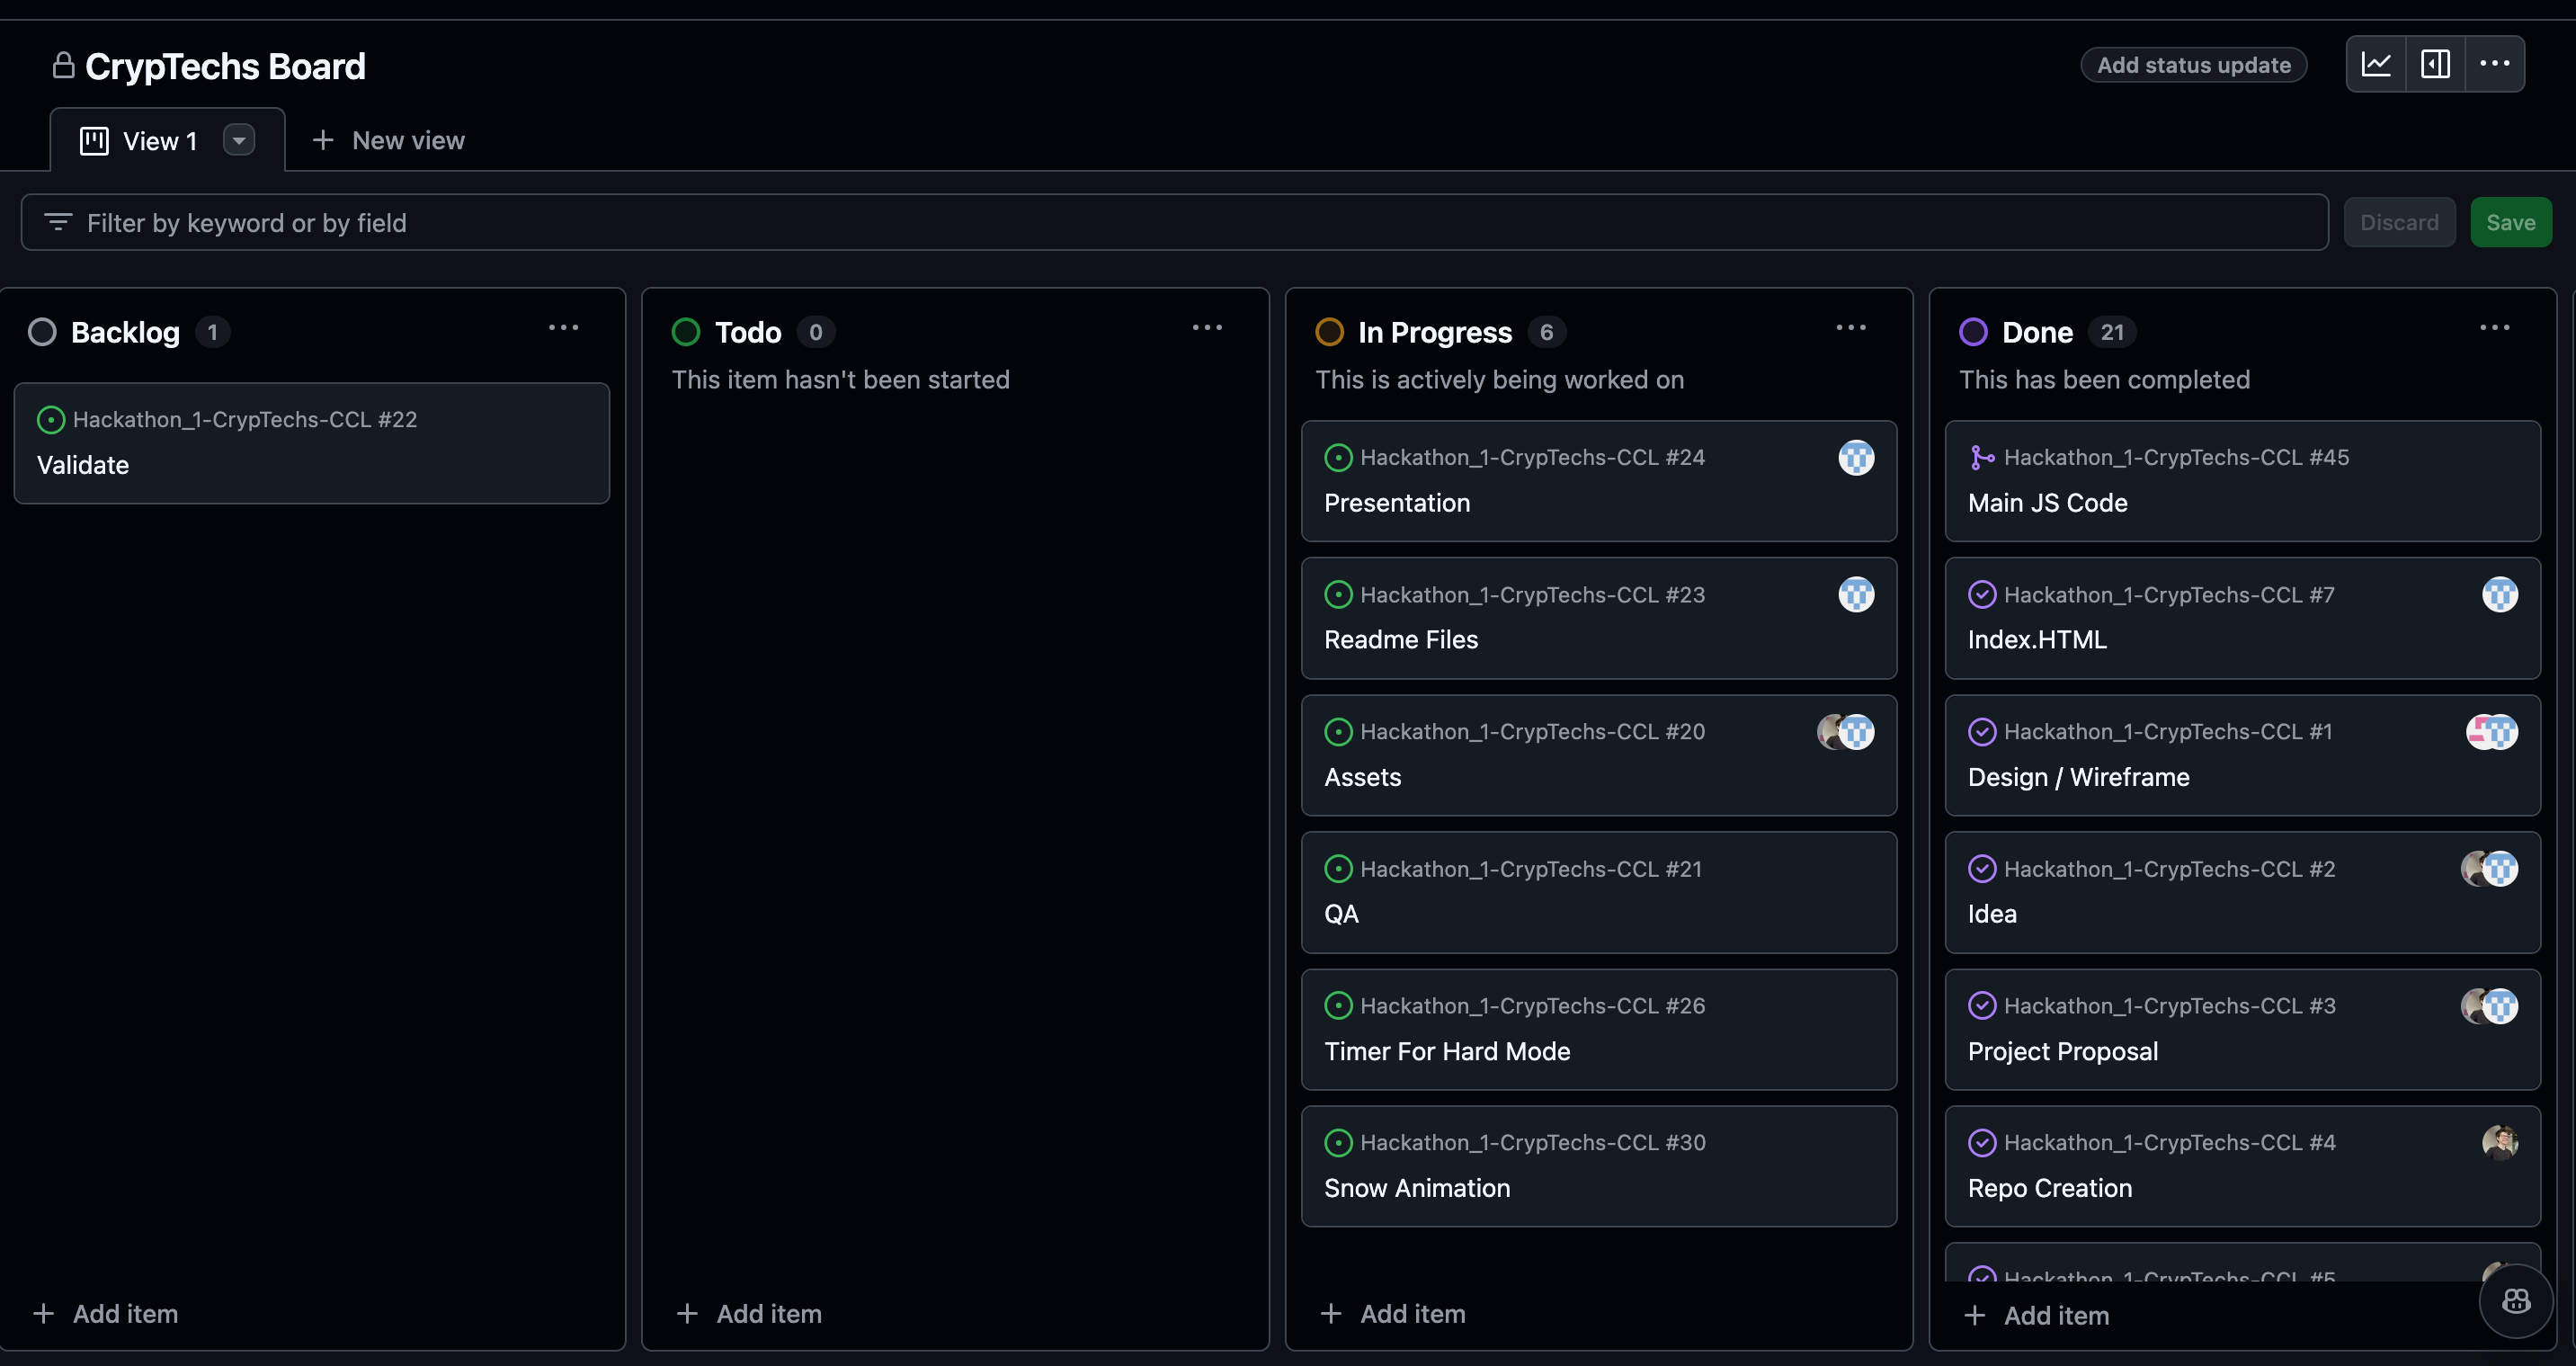 CrypTechs Board
Add status update
View 1
New view
Filter by keyword or by field
Discard
Save
Backlog 1
Hackathon_1-CrypTechs-CCL #22
Validate
Add item
Todo 0
This item hasn't been started
Add item
In Progress 6
This is actively being worked on
Hackathon_1-CrypTechs-CCL #24
Presentation
Hackathon_1-CrypTechs-CCL #23
Readme Files
Hackathon_1-CrypTechs-CCL #20
Assets
Hackathon_1-CrypTechs-CCL #21
QA
Hackathon_1-CrypTechs-CCL #26
Timer For Hard Mode
Hackathon_1-CrypTechs-CCL #30
Snow Animation
Add item
Done 21
This has been completed
Hackathon_1-CrypTechs-CCL #45
Main JS Code
Hackathon_1-CrypTechs-CCL #7
Index.HTML
Hackathon_1-CrypTechs-CCL #1
Design / Wireframe
Hackathon_1-CrypTechs-CCL #2
Idea
Hackathon_1-CrypTechs-CCL #3
Project Proposal
Hackathon_1-CrypTechs-CCL #4
Repo Creation
Hackathon_1-CrypTechs-CCL #5
Add item